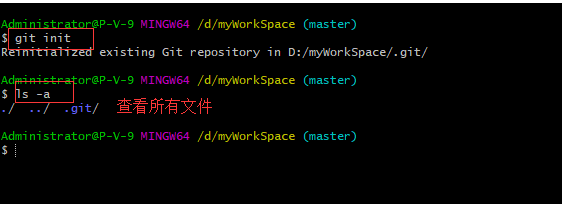 Administrator@P-V-9 MINGW64 /d/myWorkSpace (master)
$ git init
Reinitialized existing Git repository in D:/myWorkSpace/.git/
Administrator@P-V-9 MINGW64 /d/myWorkSpace (master)
$ ls -a
./ ../ .git/ 查看所有文件
Administrator@P-V-9 MINGW64 /d/myWorkSpace (master)
$